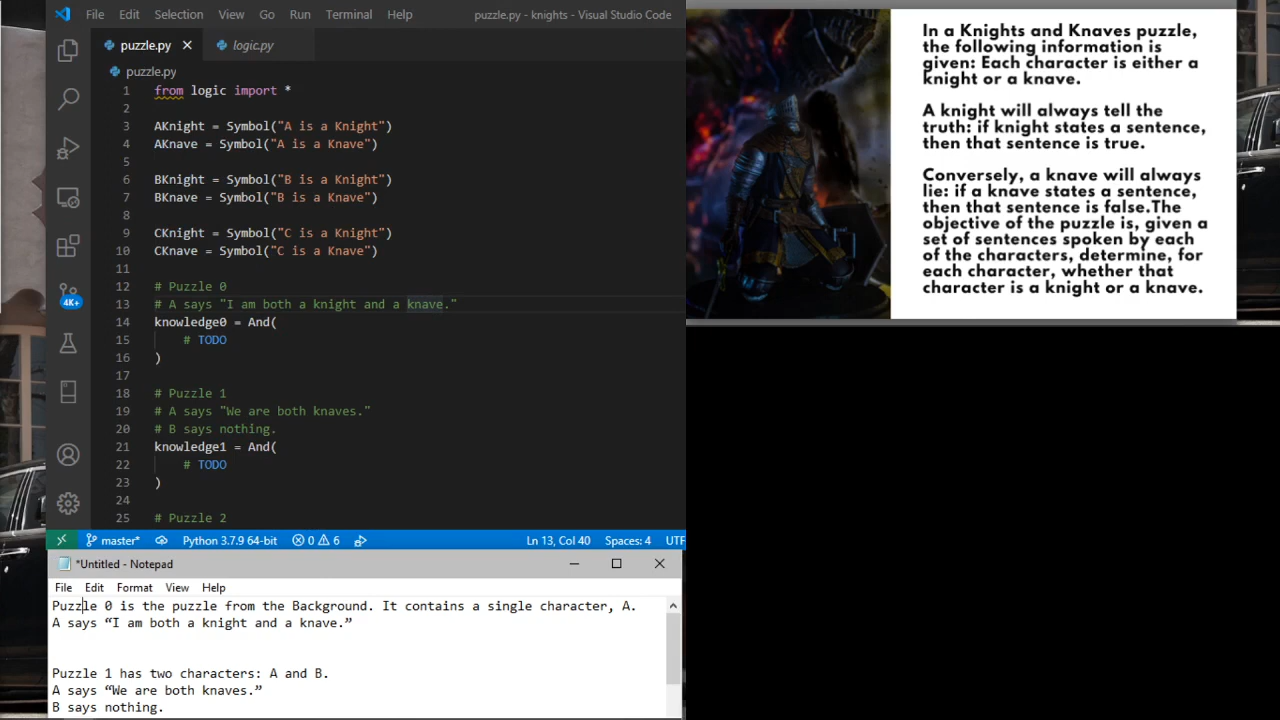 File Edit Selection View Go Run Terminal Help puzzle.py - knights - Visual Studio Code
puzzle.py logic.py
puzzle.py
1 from logic import *
2
3 AKnight = Symbol("A is a Knight")
4 AKnave = Symbol("A is a Knave")
5
6 BKnight = Symbol("B is a Knight")
7 BKnave = Symbol("B is a Knave")
8
9 CKnight = Symbol("C is a Knight")
10 CKnave = Symbol("C is a Knave")
11
12 # Puzzle 0
13 # A says "I am both a knight and a knave."
14 knowledge0 = And(
15 # TODO
16 )
17
18 # Puzzle 1
19 # A says "We are both knaves."
20 # B says nothing.
21 knowledge1 = And(
22 # TODO
23 )
24
25 # Puzzle 2
4K+
master* Python 3.7.9 64-bit 0 6 Ln 13, Col 40 Spaces: 4 UTF
*Untitled - Notepad
File Edit Format View Help
Puzzle 0 is the puzzle from the Background. It contains a single character, A.
A says “I am both a knight and a knave.”
Puzzle 1 has two characters: A and B.
A says “We are both knaves.”
B says nothing.
In a Knights and Knaves puzzle,
the following information is
given: Each character is either a
knight or a knave.
A knight will always tell the
truth: if knight states a sentence,
then that sentence is true.
Conversely, a knave will always
lie: if a knave states a sentence,
then that sentence is false.The
objective of the puzzle is, given a
set of sentences spoken by each
of the characters, determine, for
each character, whether that
character is a knight or a knave.